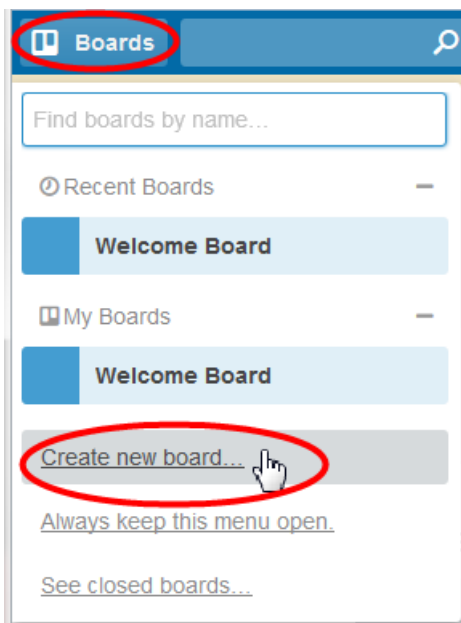 Boards
Find boards by name...
Recent Boards
Welcome Board
My Boards
Welcome Board
Create new board...
Always keep this menu open.
See closed boards...